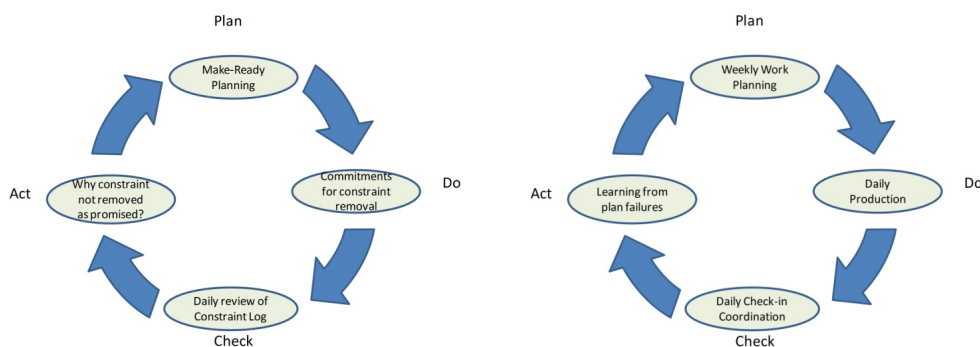 Plan
Make-Ready
Planning
Act
Why constraint
not removed
as promised?
Commitments
for constraint
removal
Do
Daily review of
Constraint Log
Check
Plan
Weekly Work
Planning
Act
Learning from
plan failures
Daily
Production
Do
Daily Check-in
Coordination
Check